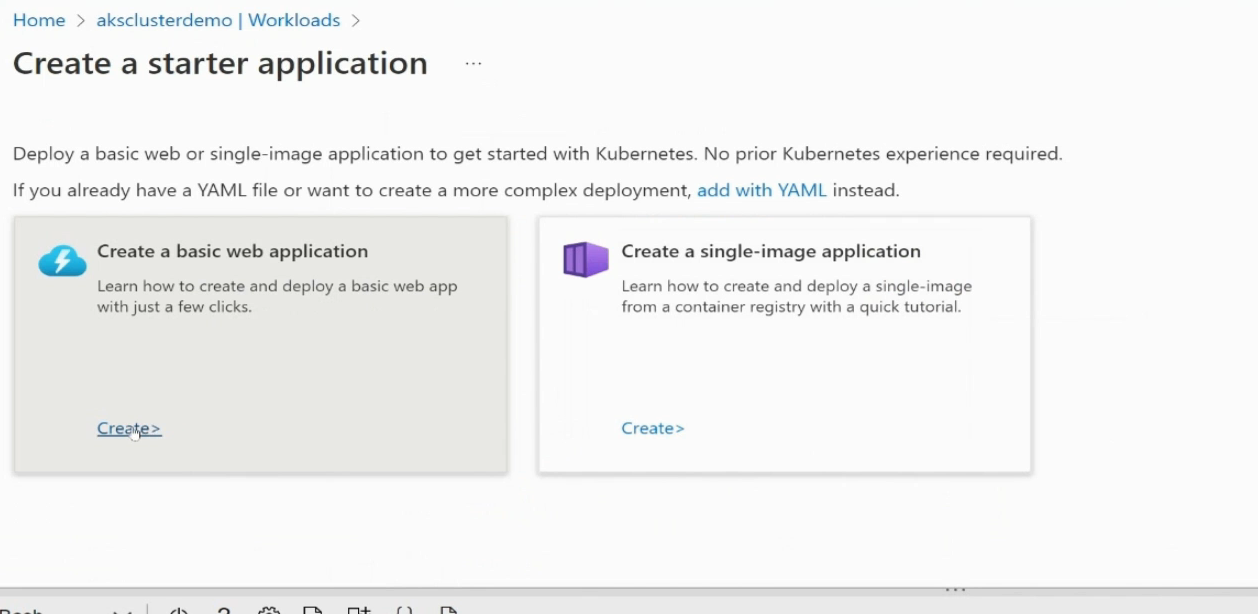 Home > aksclusterdemo | Workloads >
Create a starter application ...
Deploy a basic web or single-image application to get started with Kubernetes. No prior Kubernetes experience required.
If you already have a YAML file or want to create a more complex deployment, add with YAML instead.
Create a basic web application
Learn how to create and deploy a basic web app
with just a few clicks.
Create>
Create a single-image application
Learn how to create and deploy a single-image
from a container registry with a quick tutorial.
Create>